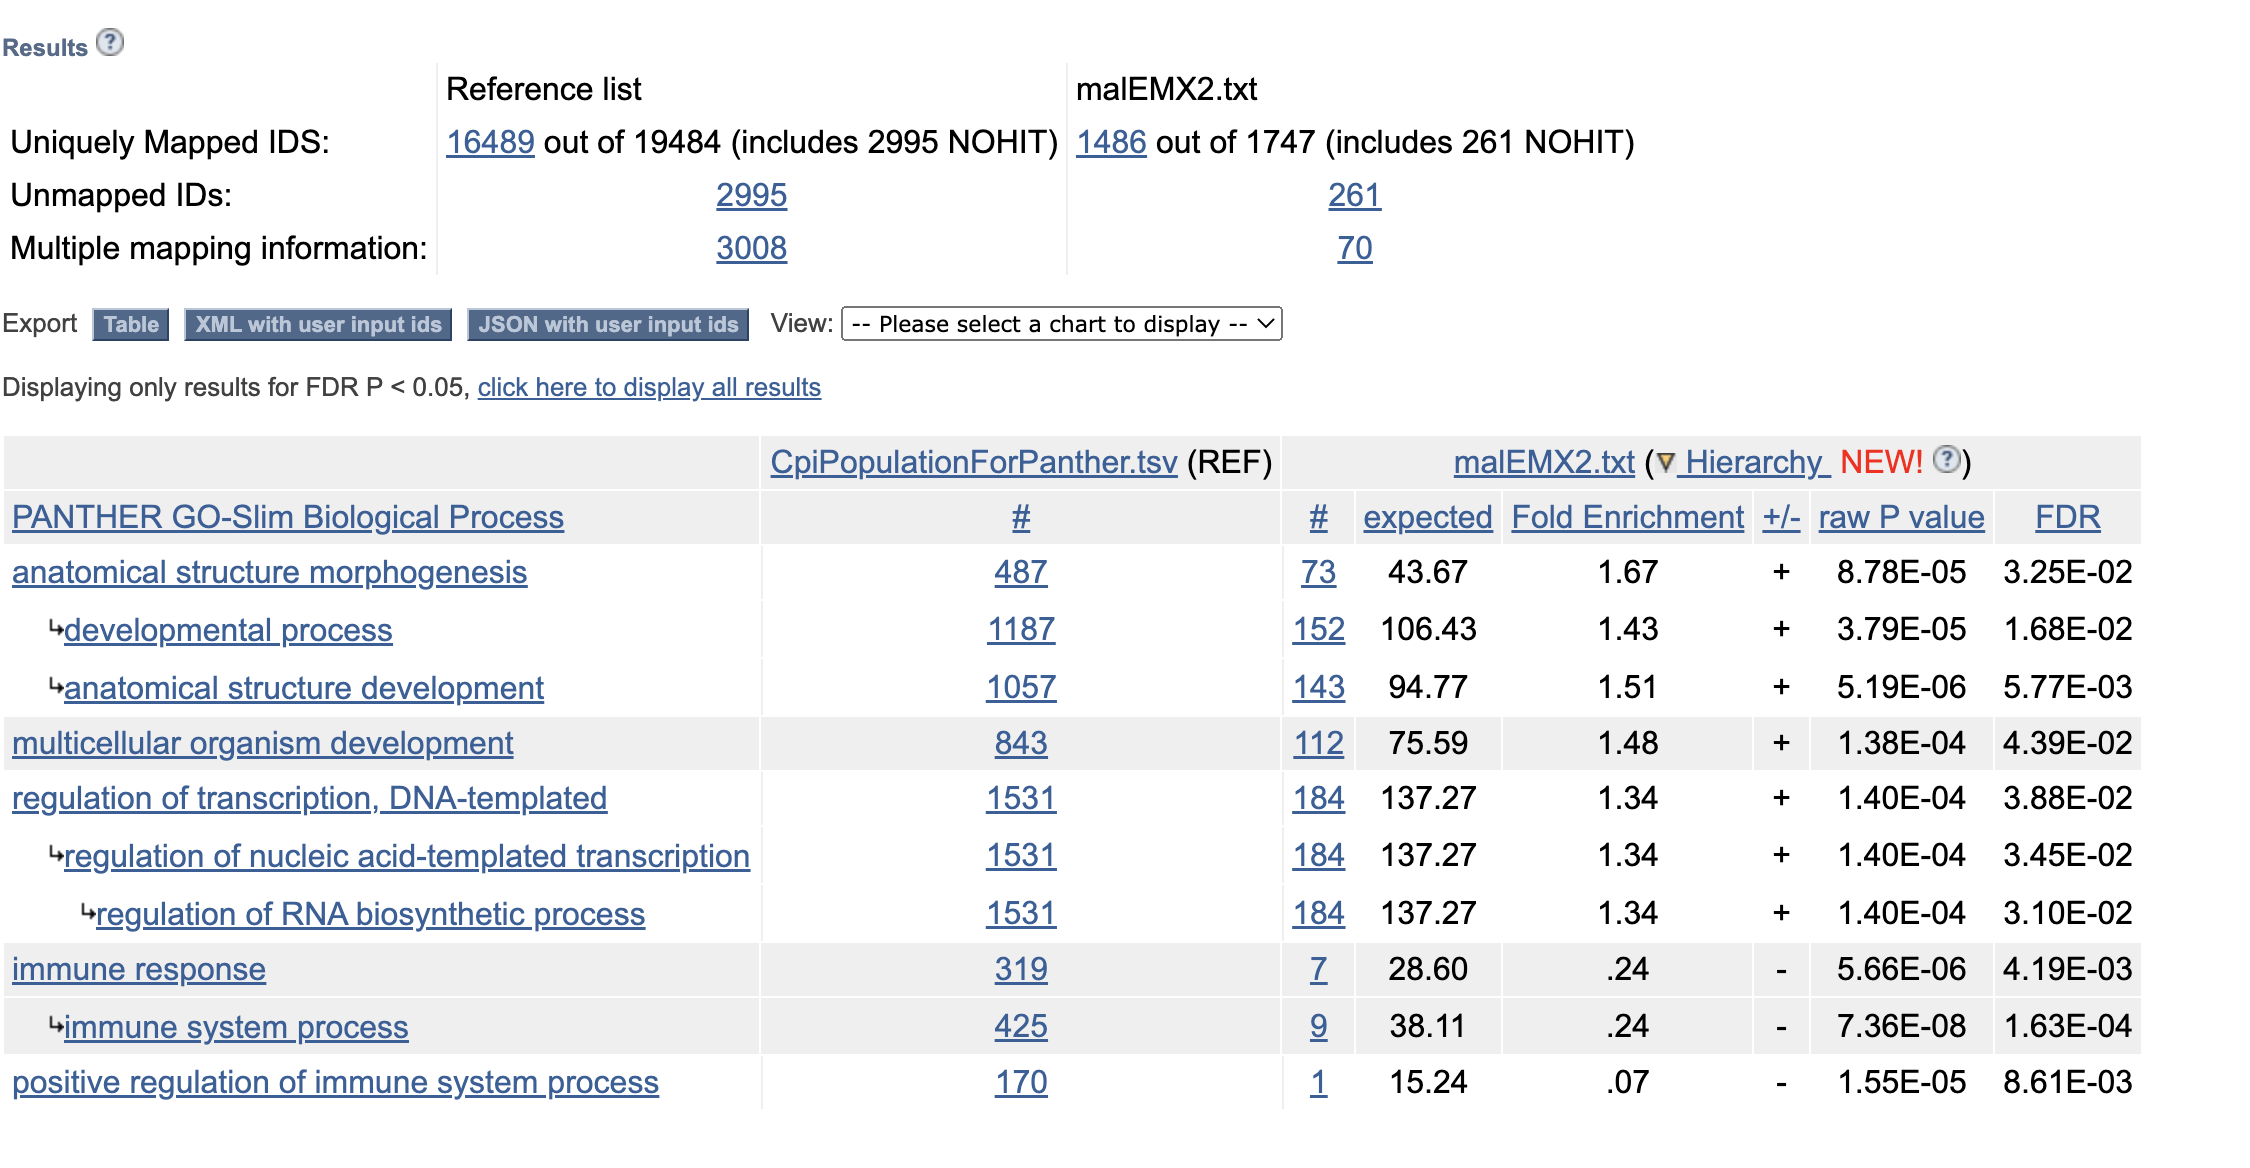 Results ?
Reference list malEMX2.txt
Uniquely Mapped IDS: 16489 out of 19484 (includes 2995 NOHIT) 1486 out of 1747 (includes 261 NOHIT)
Unmapped IDs: 2995 261
Multiple mapping information: 3008 70
Export Table XML with user input ids JSON with user input ids View: -- Please select a chart to display --
Displaying only results for FDR P < 0.05, click here to display all results
CpiPopulationForPanther.tsv (REF) malEMX2.txt (▼ Hierarchy NEW! ?)
PANTHER GO-Slim Biological Process # # expected Fold Enrichment +/- raw P value FDR
anatomical structure morphogenesis 487 73 43.67 1.67 + 8.78E-05 3.25E-02
↳developmental process 1187 152 106.43 1.43 + 3.79E-05 1.68E-02
↳anatomical structure development 1057 143 94.77 1.51 + 5.19E-06 5.77E-03
multicellular organism development 843 112 75.59 1.48 + 1.38E-04 4.39E-02
regulation of transcription, DNA-templated 1531 184 137.27 1.34 + 1.40E-04 3.88E-02
↳regulation of nucleic acid-templated transcription 1531 184 137.27 1.34 + 1.40E-04 3.45E-02
↳regulation of RNA biosynthetic process 1531 184 137.27 1.34 + 1.40E-04 3.10E-02
immune response 319 7 28.60 .24 - 5.66E-06 4.19E-03
↳immune system process 425 9 38.11 .24 - 7.36E-08 1.63E-04
positive regulation of immune system process 170 1 15.24 .07 - 1.55E-05 8.61E-03